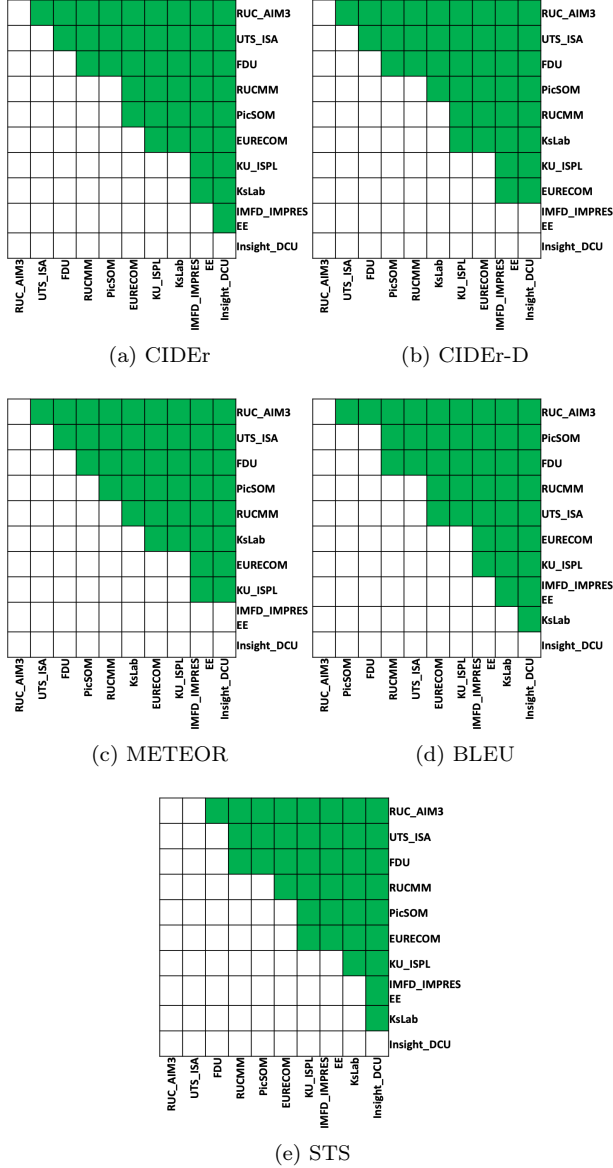 RUC_AIM3
UTS_ISA
FDU
RUCMM
PicSOM
EURECOM
KU_ISPL
KsLab
IMFD_IMPRES
EE
Insight_DCU
RUC_AIM3
UTS_ISA
FDU
RUCMM
PicSOM
EURECOM
KU_ISPL
KsLab
IMFD_IMPRES
EE
Insight_DCU
(a) CIDEr
RUC_AIM3
UTS_ISA
FDU
PicSOM
RUCMM
KsLab
KU_ISPL
EURECOM
IMFD_IMPRES
EE
Insight_DCU
RUC_AIM3
UTS_ISA
FDU
PicSOM
RUCMM
KsLab
KU_ISPL
EURECOM
IMFD_IMPRES
EE
Insight_DCU
(b) CIDEr-D
RUC_AIM3
UTS_ISA
FDU
PicSOM
RUCMM
KsLab
EURECOM
KU_ISPL
IMFD_IMPRES
EE
Insight_DCU
RUC_AIM3
UTS_ISA
FDU
PicSOM
RUCMM
KsLab
EURECOM
KU_ISPL
IMFD_IMPRES
EE
Insight_DCU
(c) METEOR
RUC_AIM3
PicSOM
FDU
RUCMM
UTS_ISA
EURECOM
KU_ISPL
IMFD_IMPRES
EE
KsLab
Insight_DCU
RUC_AIM3
PicSOM
FDU
RUCMM
UTS_ISA
EURECOM
KU_ISPL
IMFD_IMPRES
EE
KsLab
Insight_DCU
(d) BLEU
RUC_AIM3
UTS_ISA
FDU
RUCMM
PicSOM
EURECOM
KU_ISPL
IMFD_IMPRES
EE
KsLab
Insight_DCU
RUC_AIM3
UTS_ISA
FDU
RUCMM
PicSOM
EURECOM
KU_ISPL
IMFD_IMPRES
EE
KsLab
Insight_DCU
(e) STS